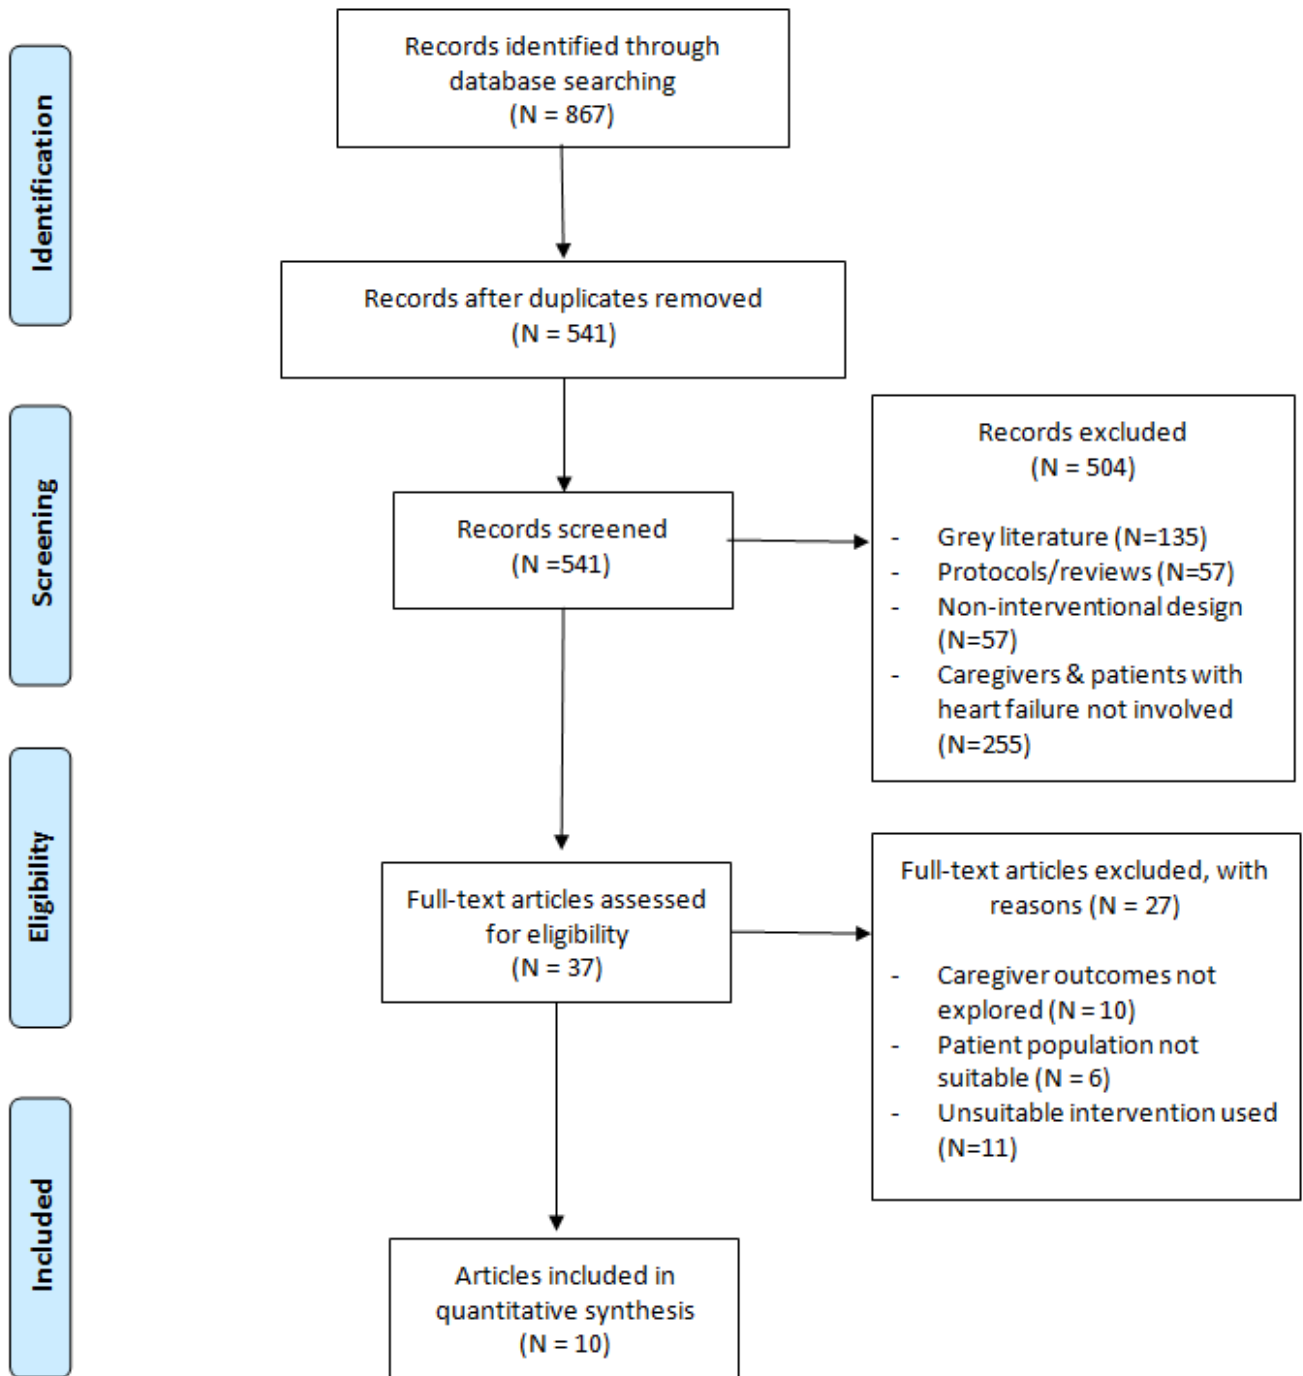 Identification
Records identified through
database searching
(N = 867)
Records after duplicates removed
(N = 541)
Screening
Records screened
(N =541)
Records excluded
(N = 504)
- Grey literature (N=135)
- Protocols/reviews (N=57)
- Non-interventional design
(N=57)
- Caregivers & patients with
heart failure not involved
(N=255)
Eligibility
Full-text articles assessed
for eligibility
(N = 37)
Full-text articles excluded, with
reasons (N = 27)
- Caregiver outcomes not
explored (N = 10)
- Patient population not
suitable (N = 6)
- Unsuitable intervention used
(N=11)
Included
Articles included in
quantitative synthesis
(N = 10)